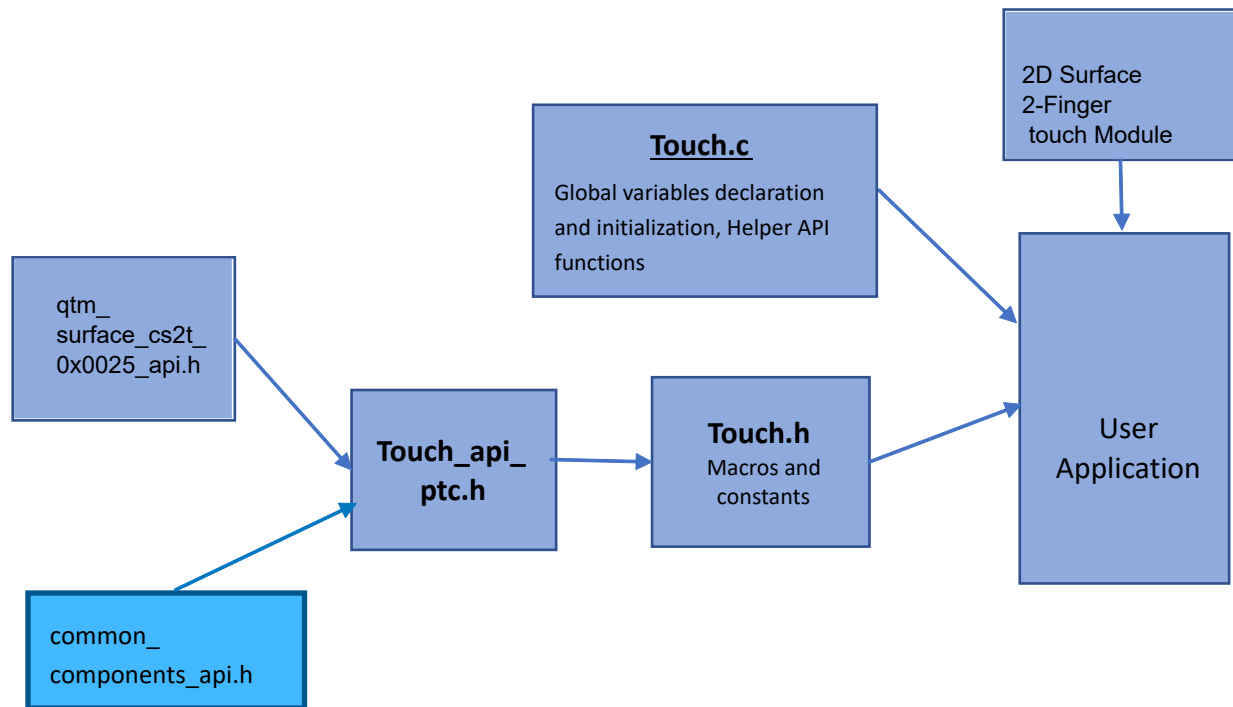 2D Surface
2-Finger
touch Module
Touch.c
Global variables declaration
and initialization, Helper API
functions
qtm_
surface_cs2t_
0x0025_api.h
Touch_api_
ptc.h
Touch.h
Macros and
constants
User
Application
common_
components_api.h